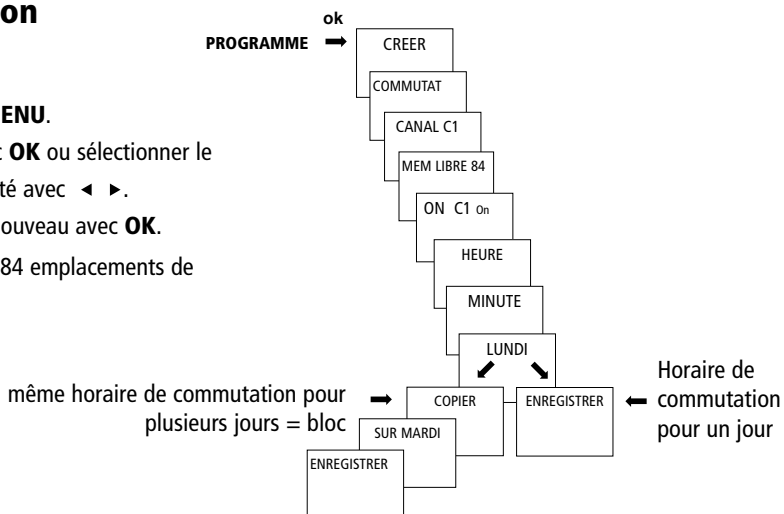 on
ok
PROGRAMME
CREER
COMMUTAT
ENU.
CANAL C1
c OK ou sélectionner le
MEM LIBRE 84
té avec ◄ ►.
ON C1 On
ouveau avec OK.
HEURE
84 emplacements de
MINUTE
LUNDI
même horaire de commutation pour
plusieurs jours = bloc
COPIER
ENREGISTRER
Horaire de
commutation
pour un jour
SUR MARDI
ENREGISTRER